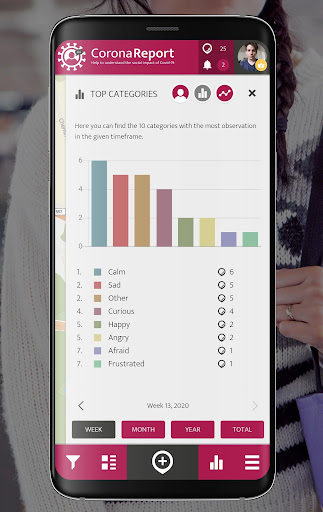 CoronaReport
Help to understand the social impact of Covid-19
25
2
TOP CATEGORIES
Here you can find the 10 categories with the most observation
in the given timeframe.
6
4
2
0
1. Calm 6
2. Sad 5
2. Other 5
4. Curious 4
5. Happy 2
5. Angry 2
7. Afraid 1
7. Frustrated 1
Week 13, 2020
WEEK MONTH YEAR TOTAL